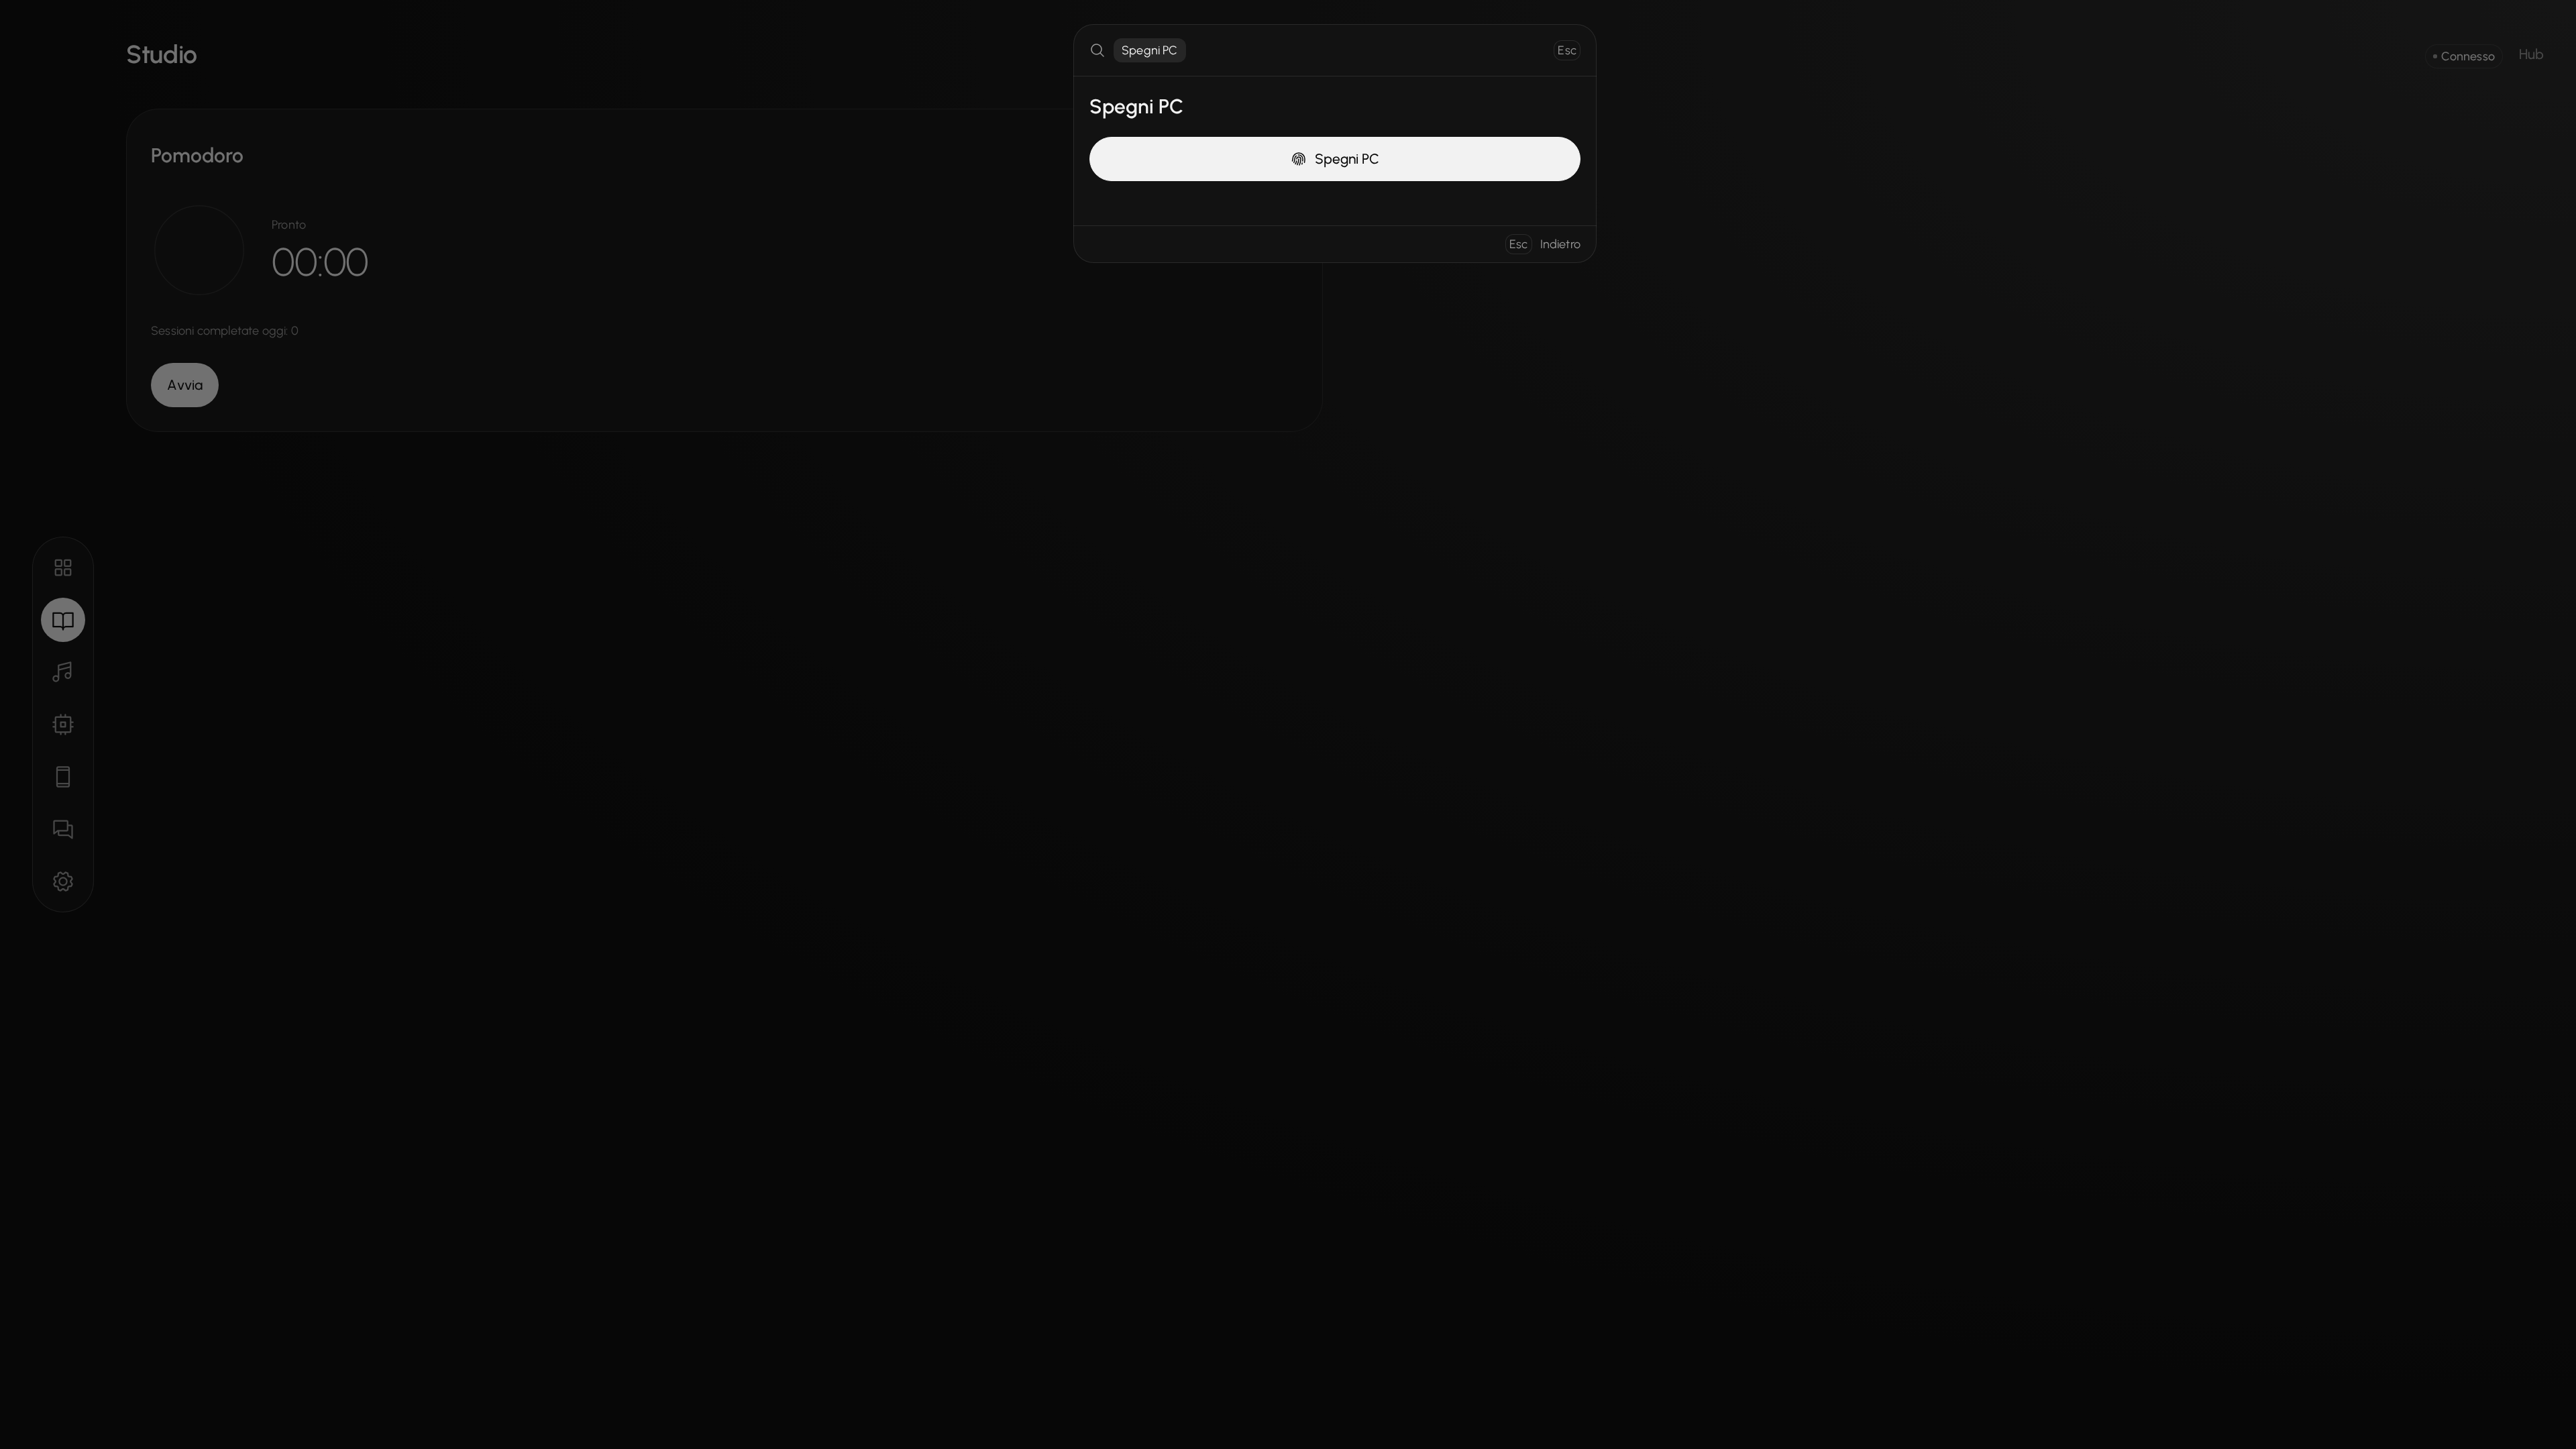 Studio
Spegni PC
Esc
Connesso
Hub
Spegni PC
Spegni PC
Esc Indietro
Pomodoro
Pronto
00:00
Sessioni completate oggi: 0
Avvia